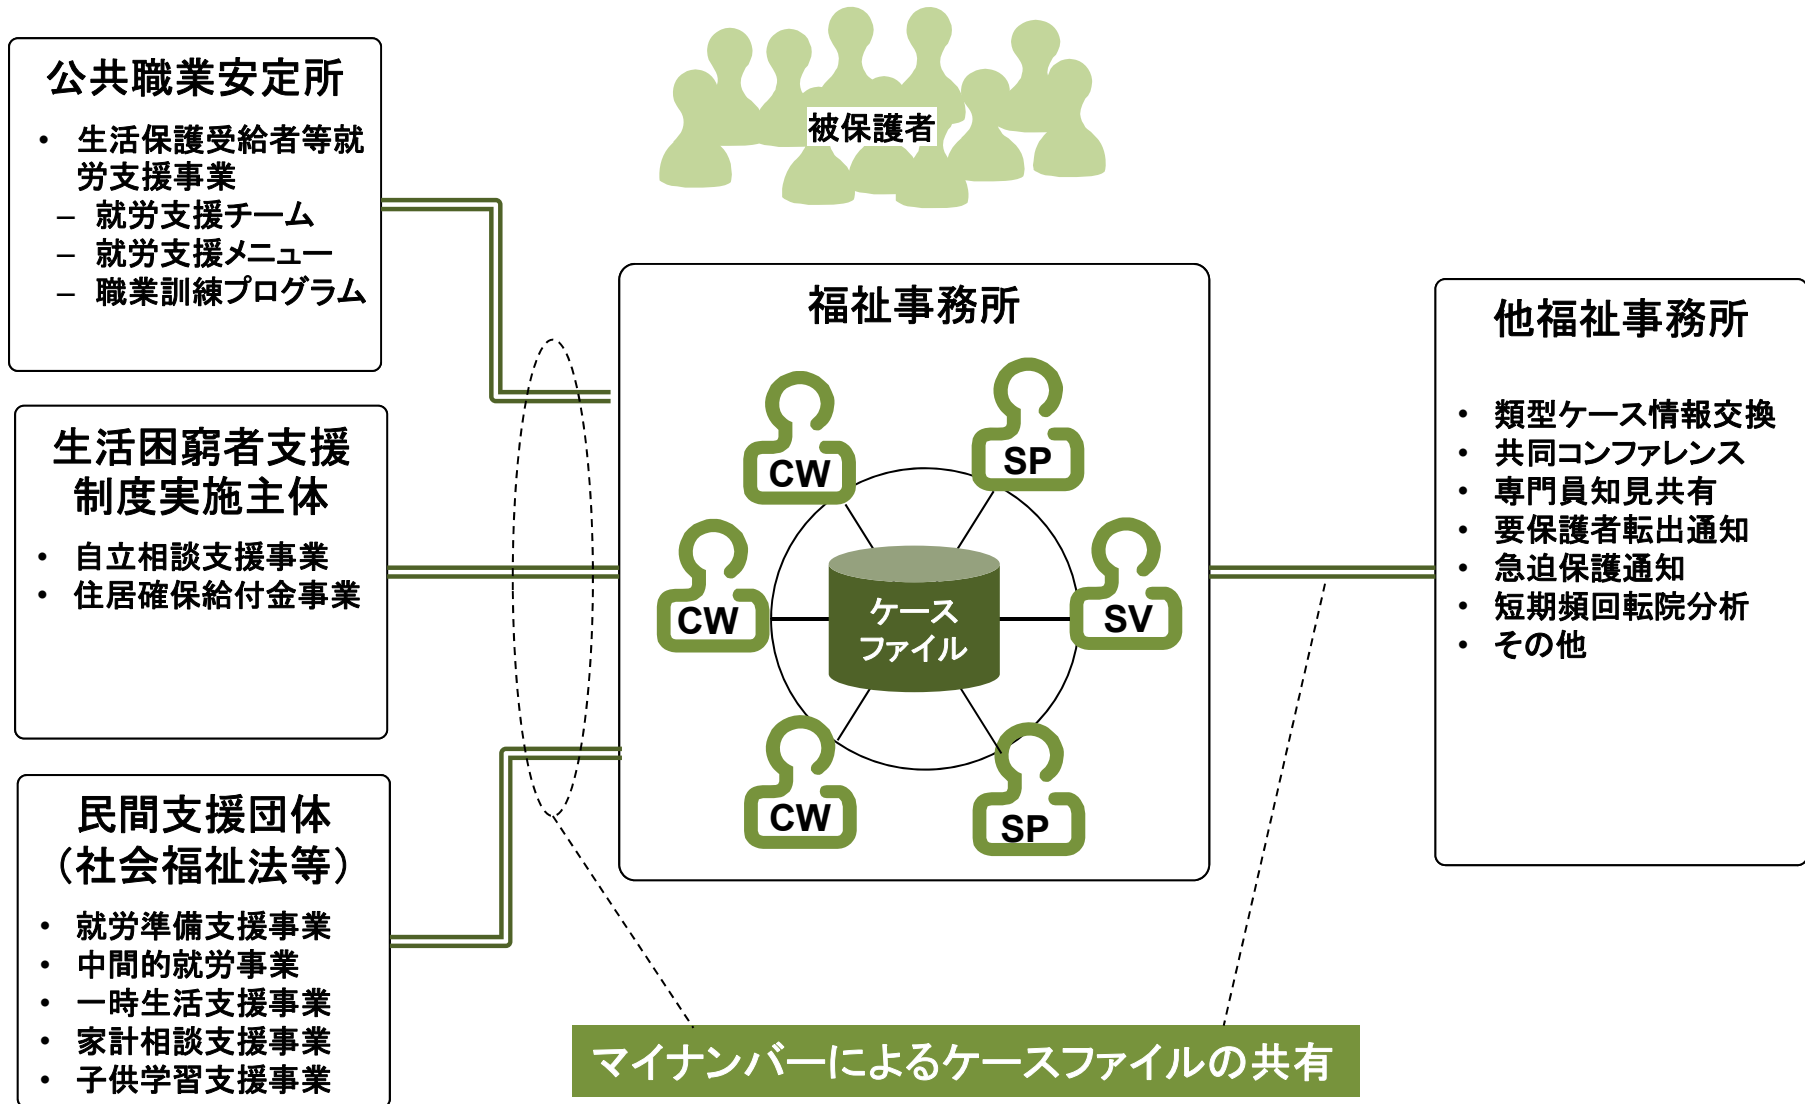 公共職業安定所
• 生活保護受給者等就
労支援事業
– 就労支援チーム
– 就労支援メニュー
– 職業訓練プログラム
生活困窮者支援
制度実施主体
• 自立相談支援事業
• 住居確保給付金事業
民間支援団体
（社会福祉法等）
• 就労準備支援事業
• 中間的就労事業
• 一時生活支援事業
• 家計相談支援事業
• 子供学習支援事業
被保護者
福祉事務所
CW
SP
CW
SV
CW
SP
ケース
ファイル
他福祉事務所
• 類型ケース情報交換
• 共同コンファレンス
• 専門員知見共有
• 要保護者転出通知
• 急迫保護通知
• 短期頻回転院分析
• その他
マイナンバーによるケースファイルの共有